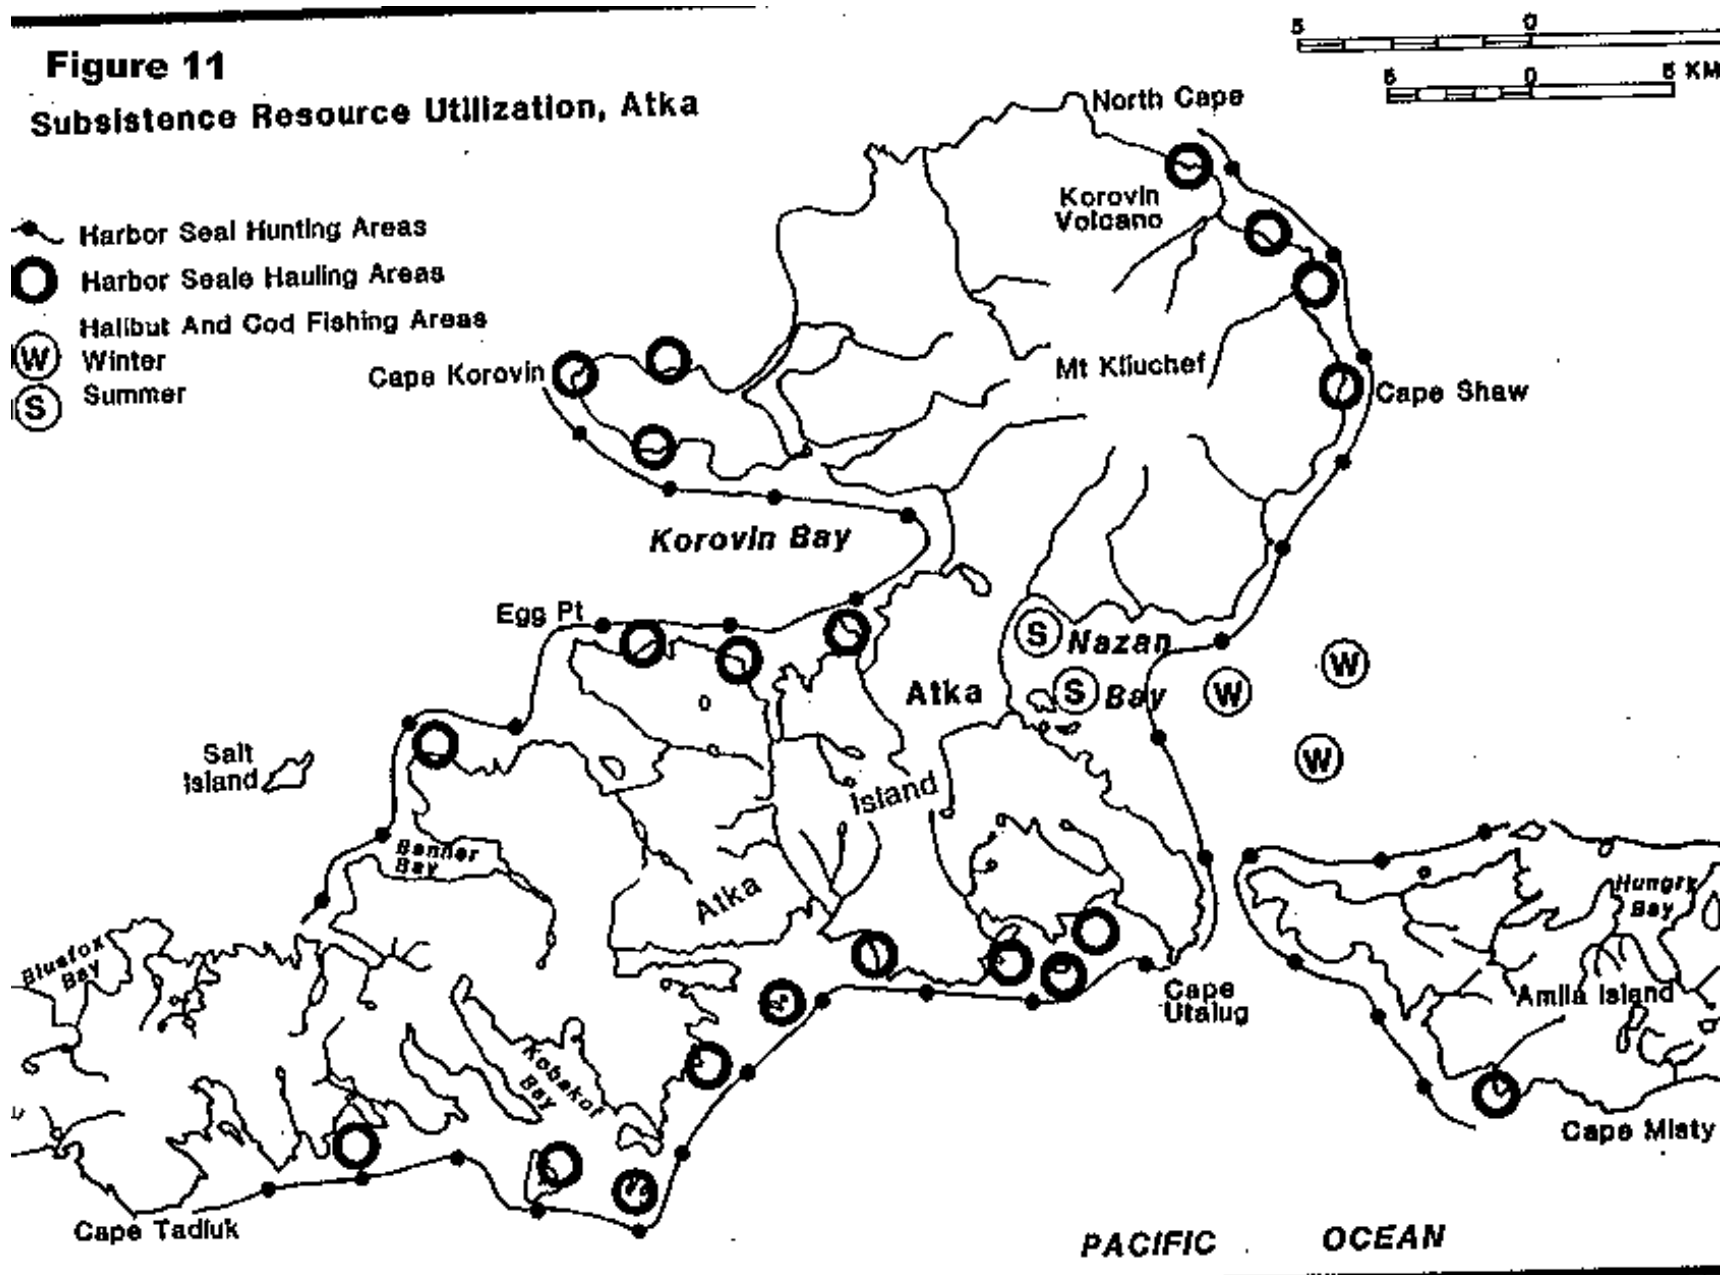 Figure 11
Subsistence Resource Utilization, Atka
5 0
5 0 5 KM
Harbor Seal Hunting Areas
Harbor Seale Hauling Areas
Halibut And Cod Fishing Areas
W Winter
S Summer
North Cape
Korovin
Volcano
Cape Korovin
Mt Kliuchef
Cape Shaw
Korovin Bay
Egg Pt
S Nazan
S Bay
W
W
W
Atka
Salt
Island
Island
Atka
Banner
Bay
Bluefox
Bay
Hungry
Bay
Amlia Island
Cape
Utalug
Kobakof
Bay
Cape Misty
Cape Tadluk
PACIFIC OCEAN